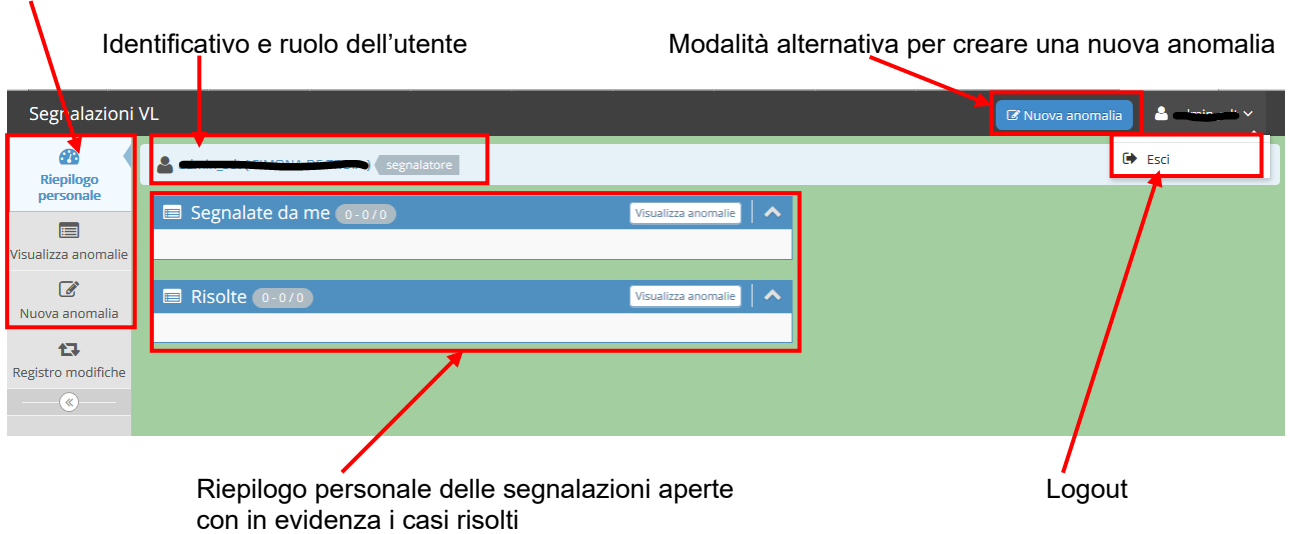 Identificativo e ruolo dell’utente
Modalità alternativa per creare una nuova anomalia
Segnalazioni VL
Nuova anomalia
Riepilogo
personale
segnalatore
Esci
Segnalate da me 0 - 0 / 0
Visualizza anomalie
Visualizza anomalie
Risolte 0 - 0 / 0
Visualizza anomalie
Nuova anomalia
Registro modifiche
Riepilogo personale delle segnalazioni aperte
con in evidenza i casi risolti
Logout